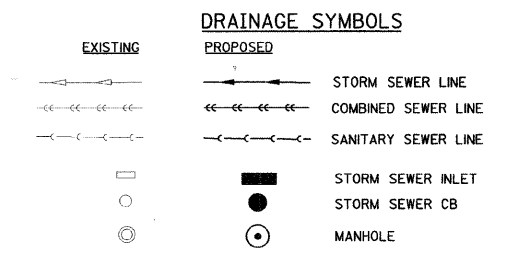 DRAINAGE SYMBOLS
EXISTING PROPOSED
STORM SEWER LINE
COMBINED SEWER LINE
SANITARY SEWER LINE
STORM SEWER INLET
STORM SEWER CB
MANHOLE